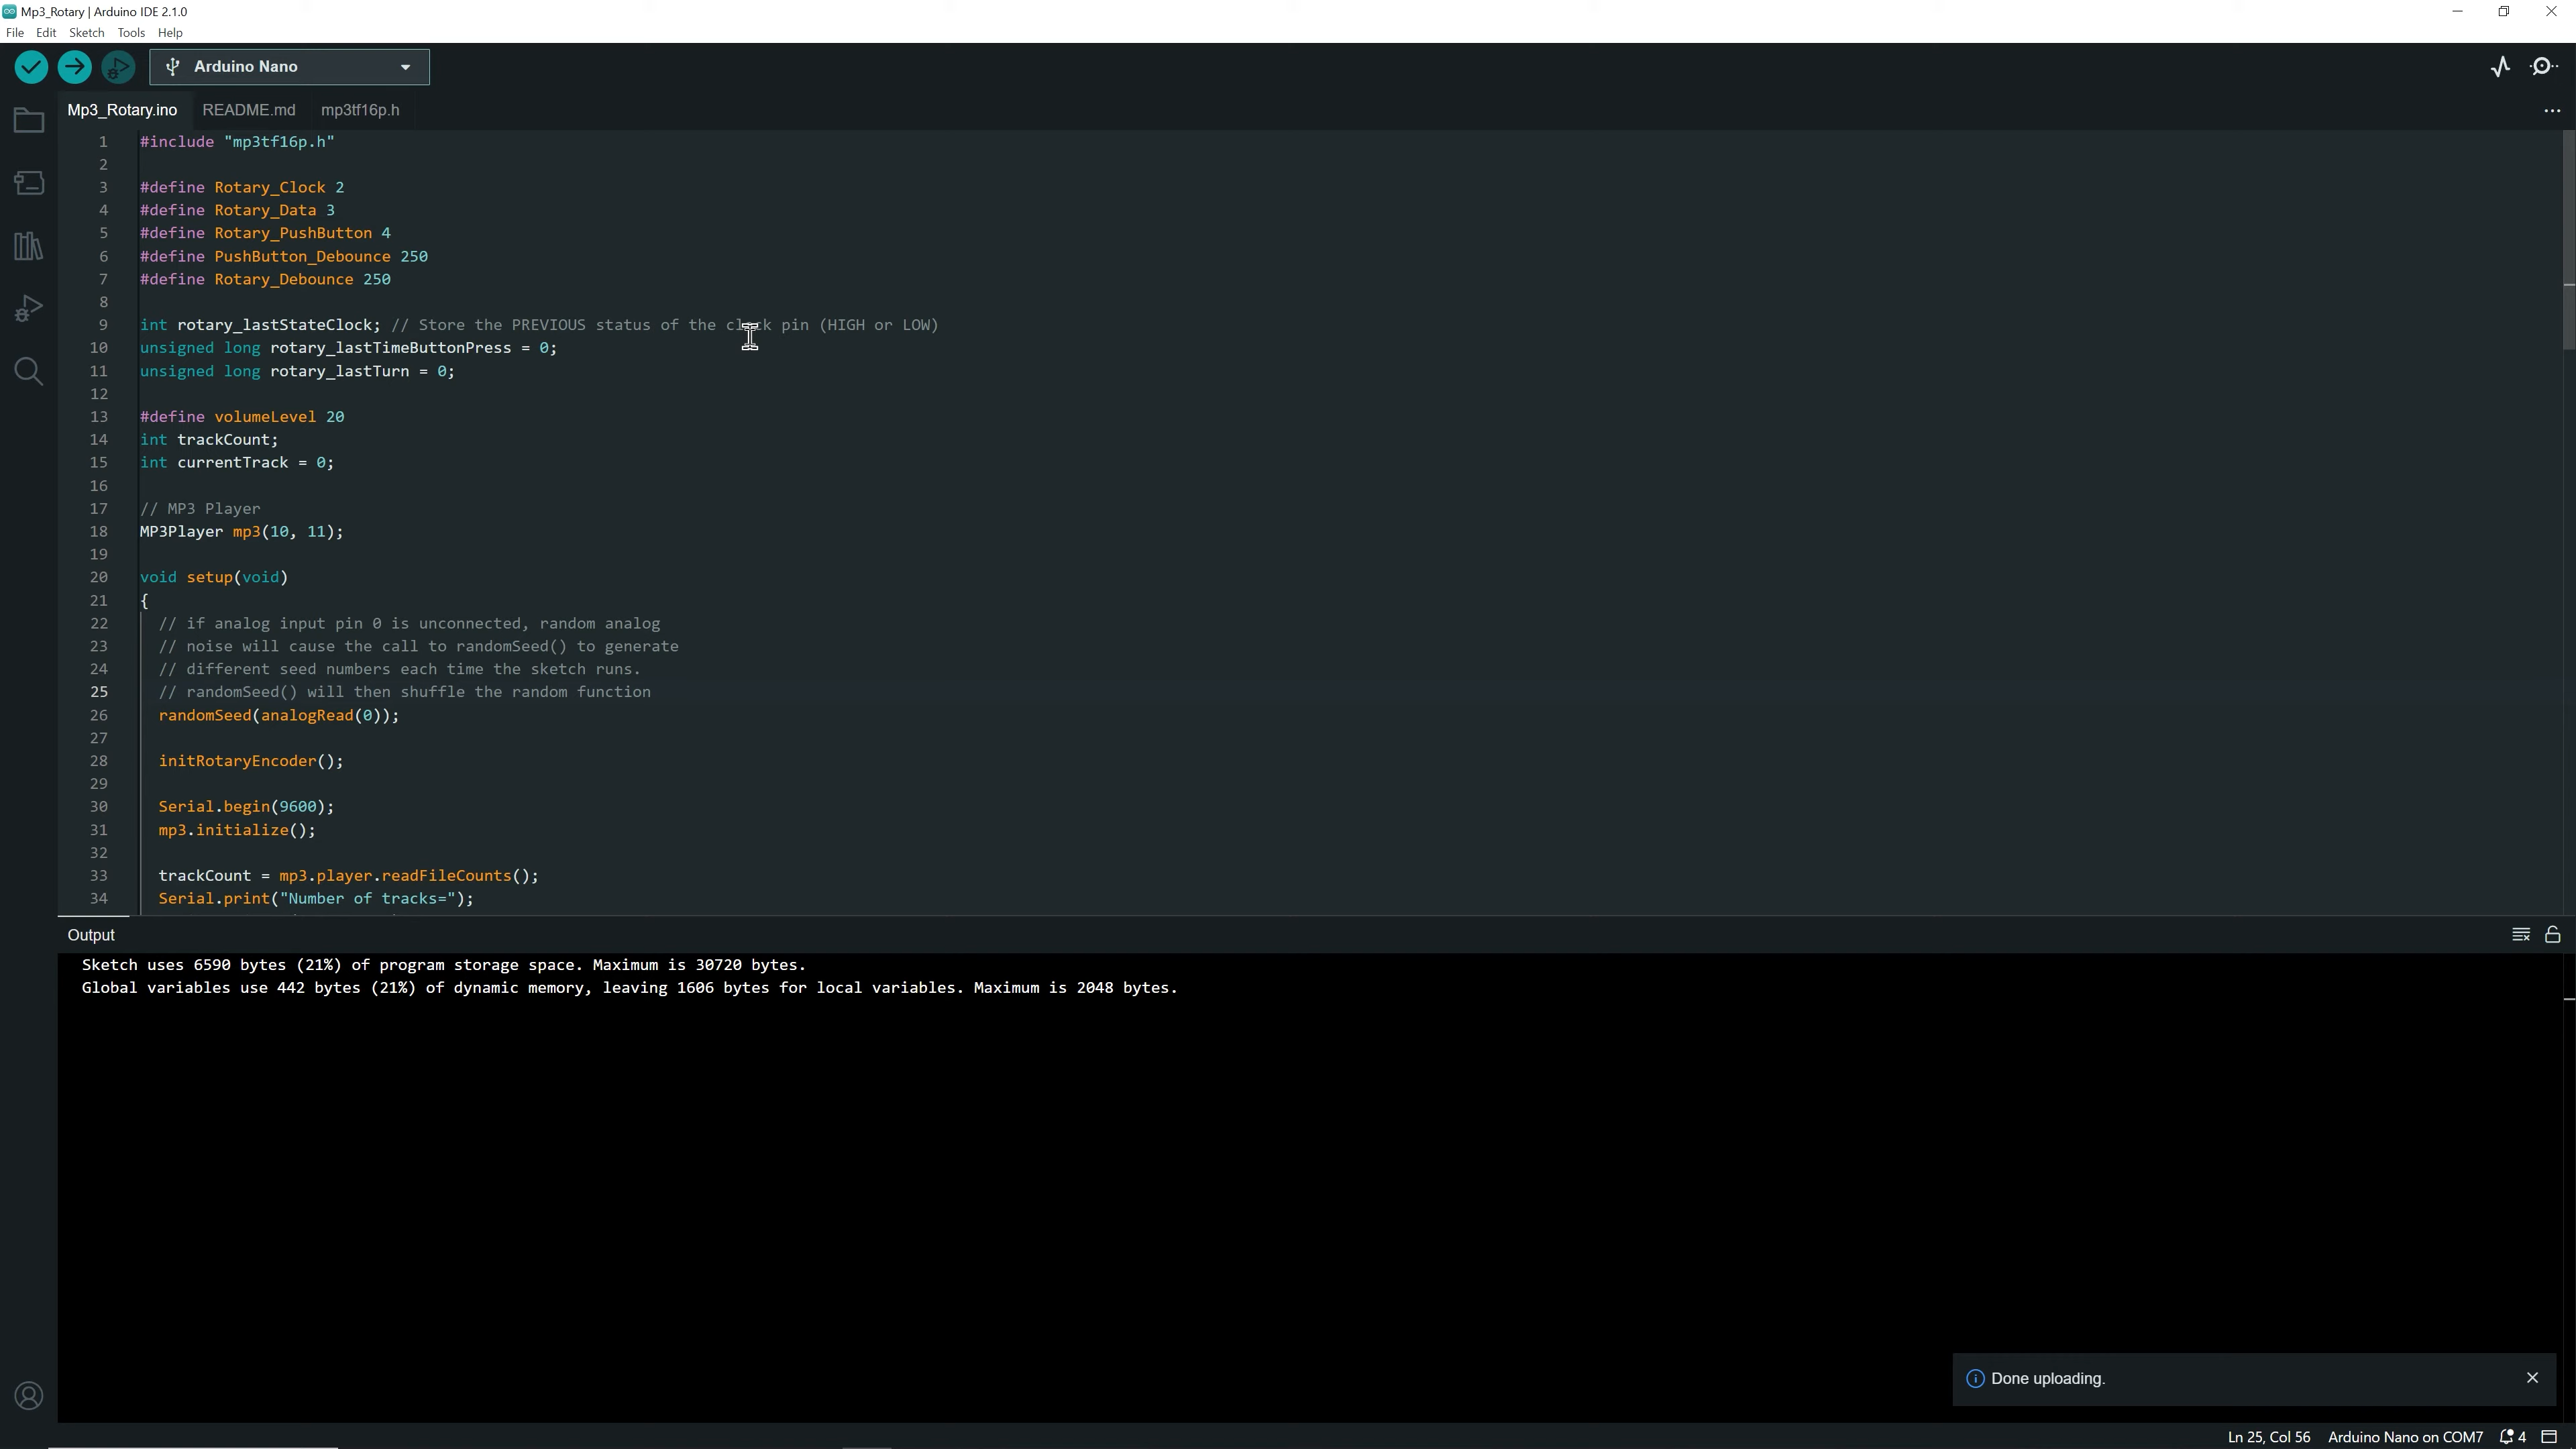 Mp3_Rotary | Arduino IDE 2.1.0
File Edit Sketch Tools Help
Arduino Nano
Mp3_Rotary.ino README.md mp3tf16p.h
1 #include "mp3tf16p.h"
2
3 #define Rotary_Clock 2
4 #define Rotary_Data 3
5 #define Rotary_PushButton 4
6 #define PushButton_Debounce 250
7 #define Rotary_Debounce 250
8
9 int rotary_lastStateClock; // Store the PREVIOUS status of the clock pin (HIGH or LOW)
10 unsigned long rotary_lastTimeButtonPress = 0;
11 unsigned long rotary_lastTurn = 0;
12
13 #define volumeLevel 20
14 int trackCount;
15 int currentTrack = 0;
16
17 // MP3 Player
18 MP3Player mp3(10, 11);
19
20 void setup(void)
21 {
22 // if analog input pin 0 is unconnected, random analog
23 // noise will cause the call to randomSeed() to generate
24 // different seed numbers each time the sketch runs.
25 // randomSeed() will then shuffle the random function
26 randomSeed(analogRead(0));
27
28 initRotaryEncoder();
29
30 Serial.begin(9600);
31 mp3.initialize();
32
33 trackCount = mp3.player.readFileCounts();
34 Serial.print("Number of tracks=");
Output
Sketch uses 6590 bytes (21%) of program storage space. Maximum is 30720 bytes.
Global variables use 442 bytes (21%) of dynamic memory, leaving 1606 bytes for local variables. Maximum is 2048 bytes.
Done uploading.
Ln 25, Col 56 Arduino Nano on COM7 4